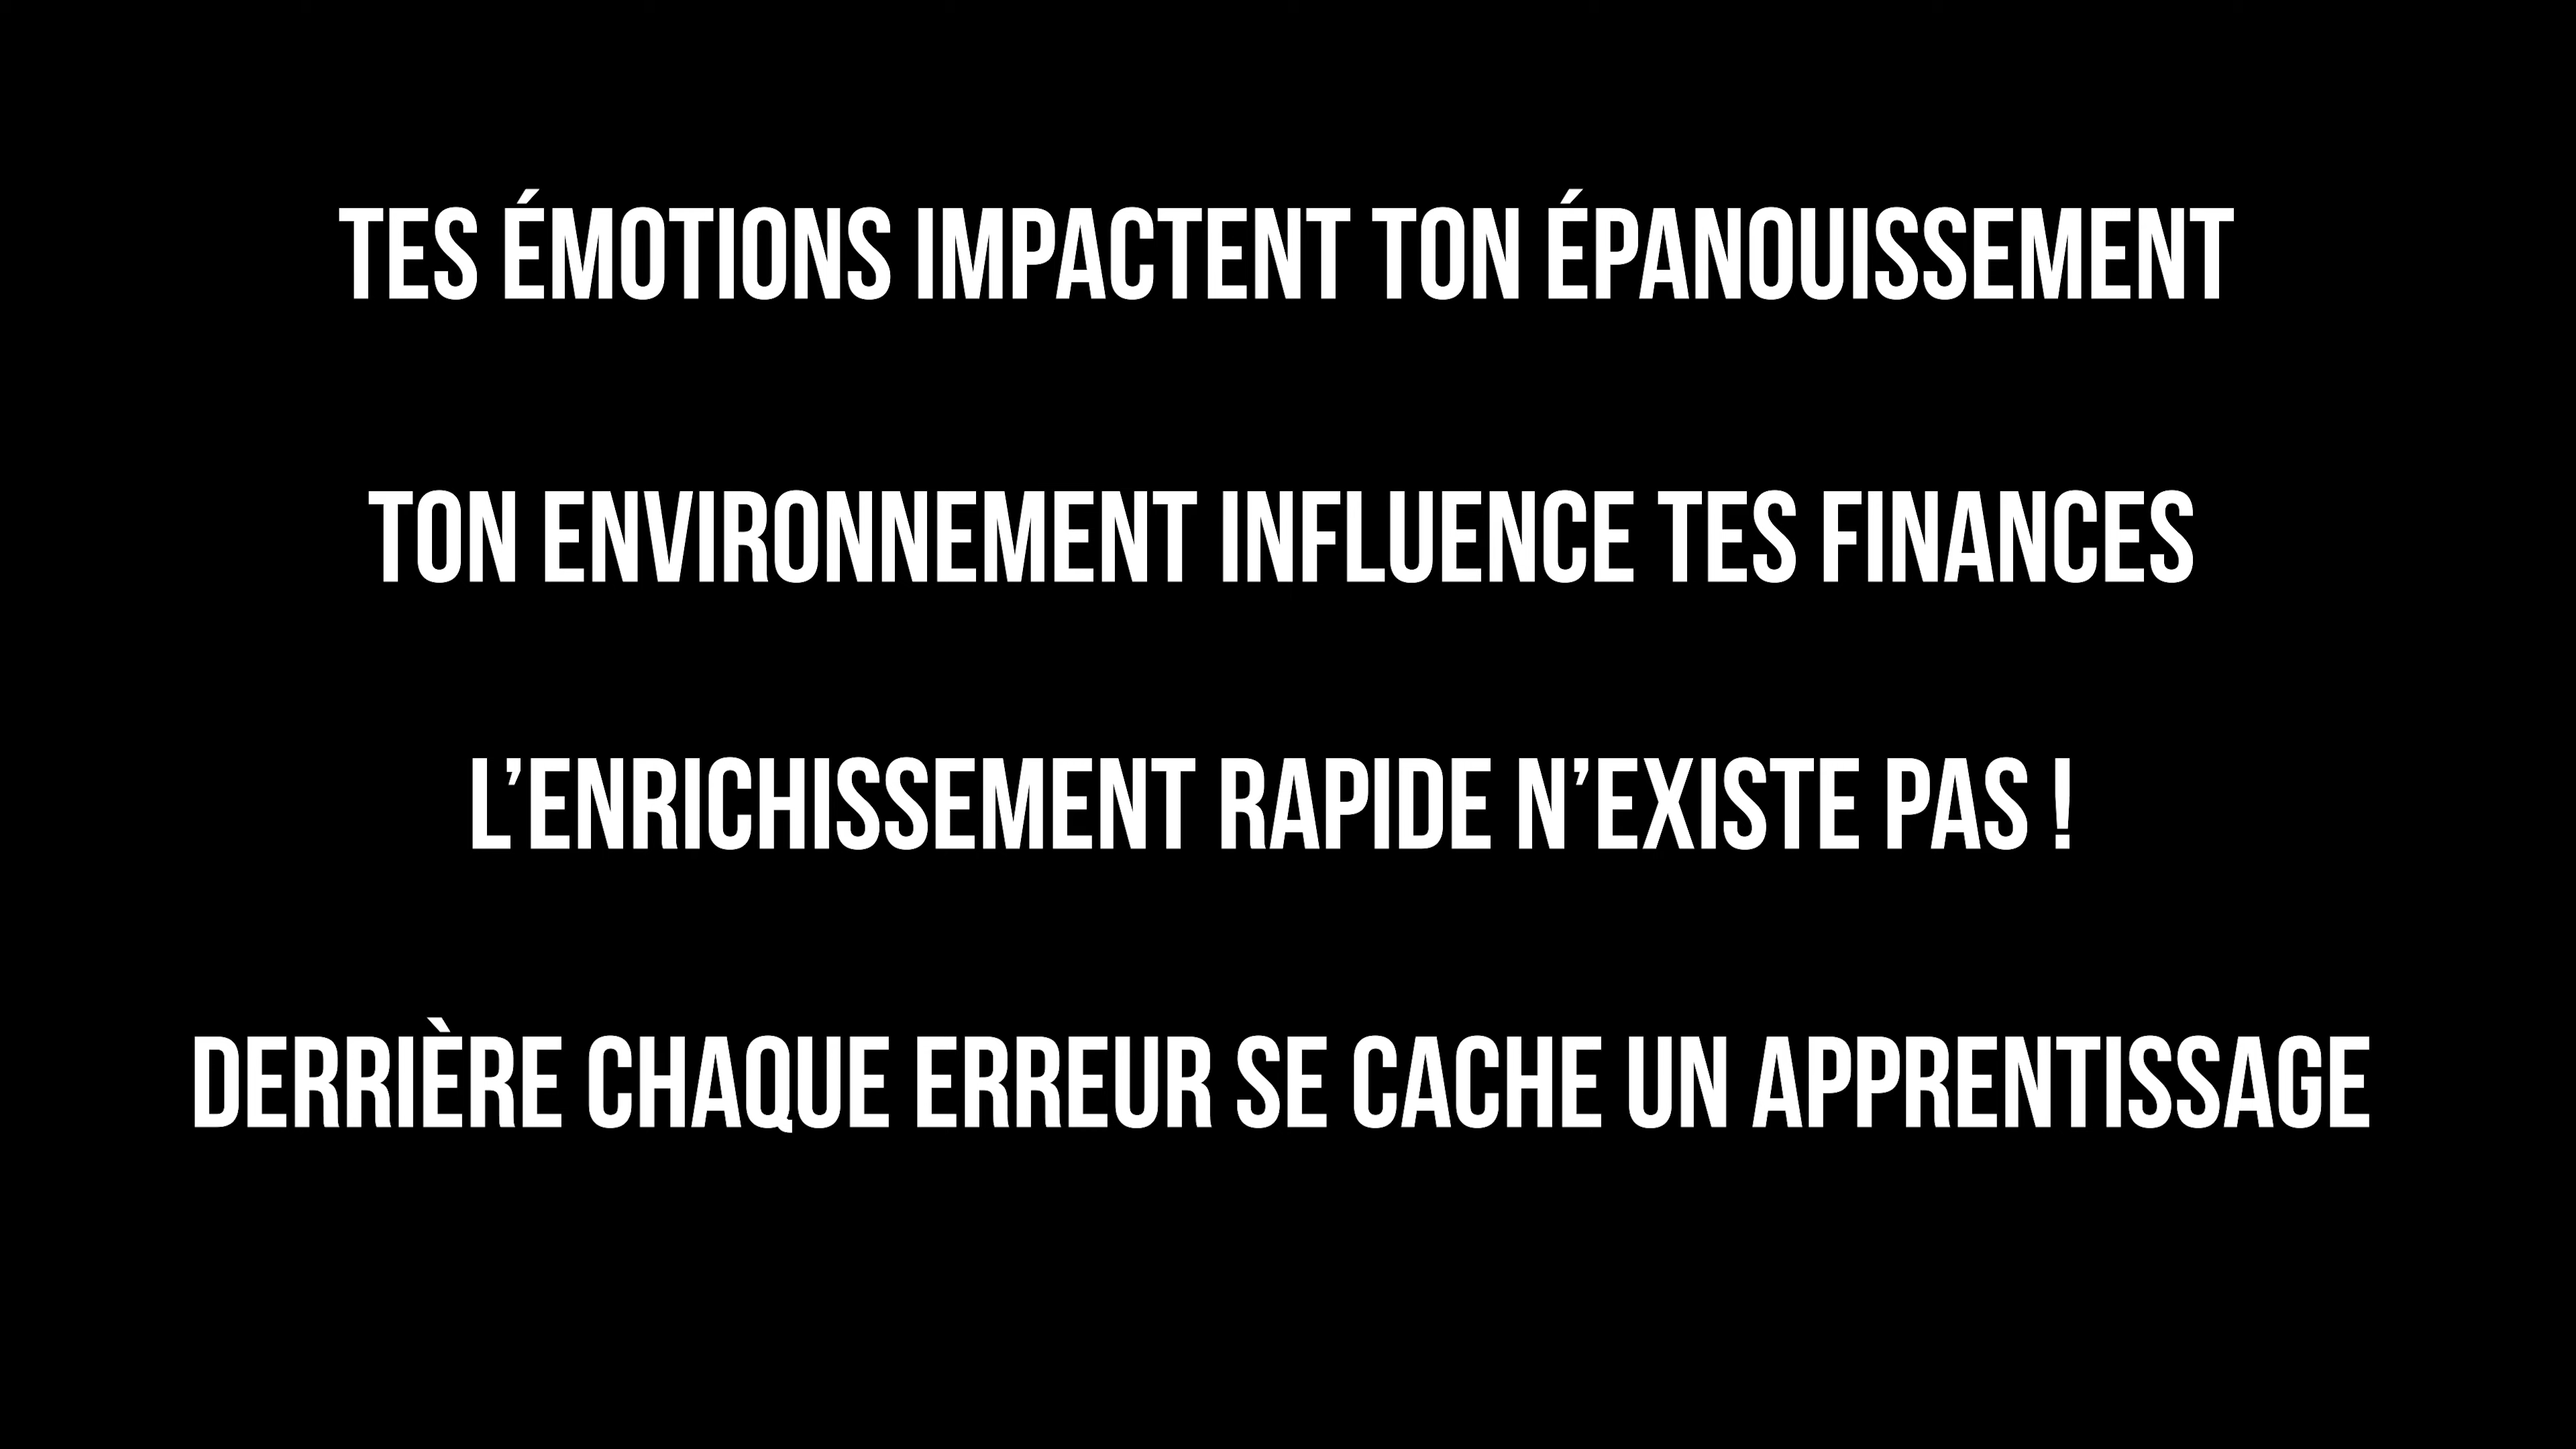 TES ÉMOTIONS IMPACTENT TON ÉPANOUISSEMENT
TON ENVIRONNEMENT INFLUENCE TES FINANCES
L’ENRICHISSEMENT RAPIDE N’EXISTE PAS !
DERRIÈRE CHAQUE ERREUR SE CACHE UN APPRENTISSAGE